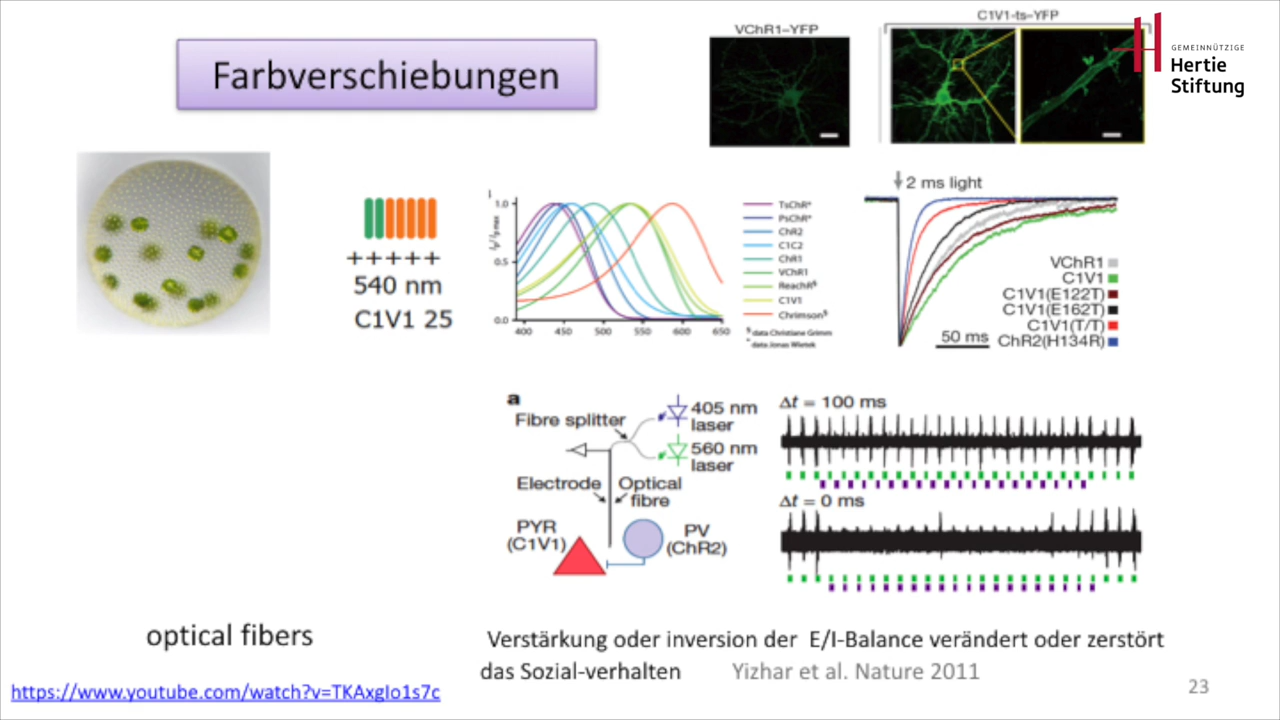 Farbverschiebungen
VChR1–YFP
C1V1-ts–YFP
GEMEINNÜTZIGE
Hertie
Stiftung
+++++
540 nm
C1V1 25
1.0
0.5
0.0
400 450 500 550 600 650
TsChR*
PsChR*
ChR2
C1C2
ChR1
VChR1
ReachR§
C1V1
Chrimson§
§ data Christiane Grimm
* data Jonas Wietek
2 ms light
VChR1
C1V1
C1V1(E122T)
C1V1(E162T)
C1V1(T/T)
ChR2(H134R)
50 ms
a
Fibre splitter
405 nm
laser
560 nm
laser
Electrode
Optical
fibre
PYR
(C1V1)
PV
(ChR2)
Δt = 100 ms
Δt = 0 ms
optical fibers
Verstärkung oder inversion der E/I-Balance verändert oder zerstört
das Sozial-verhalten Yizhar et al. Nature 2011
https://www.youtube.com/watch?v=TKAxgIo1s7c
23